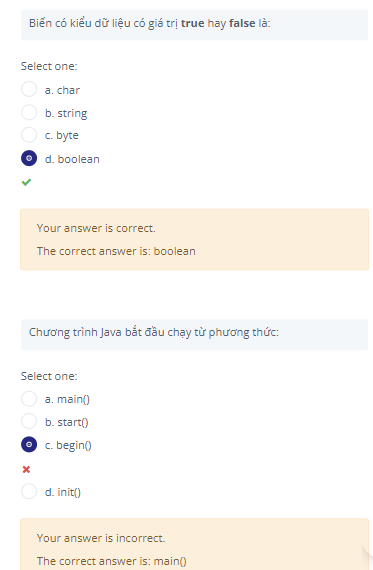 Biến có kiểu dữ liệu có giá trị true hay false là:
Select one:
a. char
b. string
c. byte
d. boolean
Your answer is correct.
The correct answer is: boolean
Chương trình Java bắt đầu chạy từ phương thức:
Select one:
a. main()
b. start()
c. begin()
d. init()
Your answer is incorrect.
The correct answer is: main()